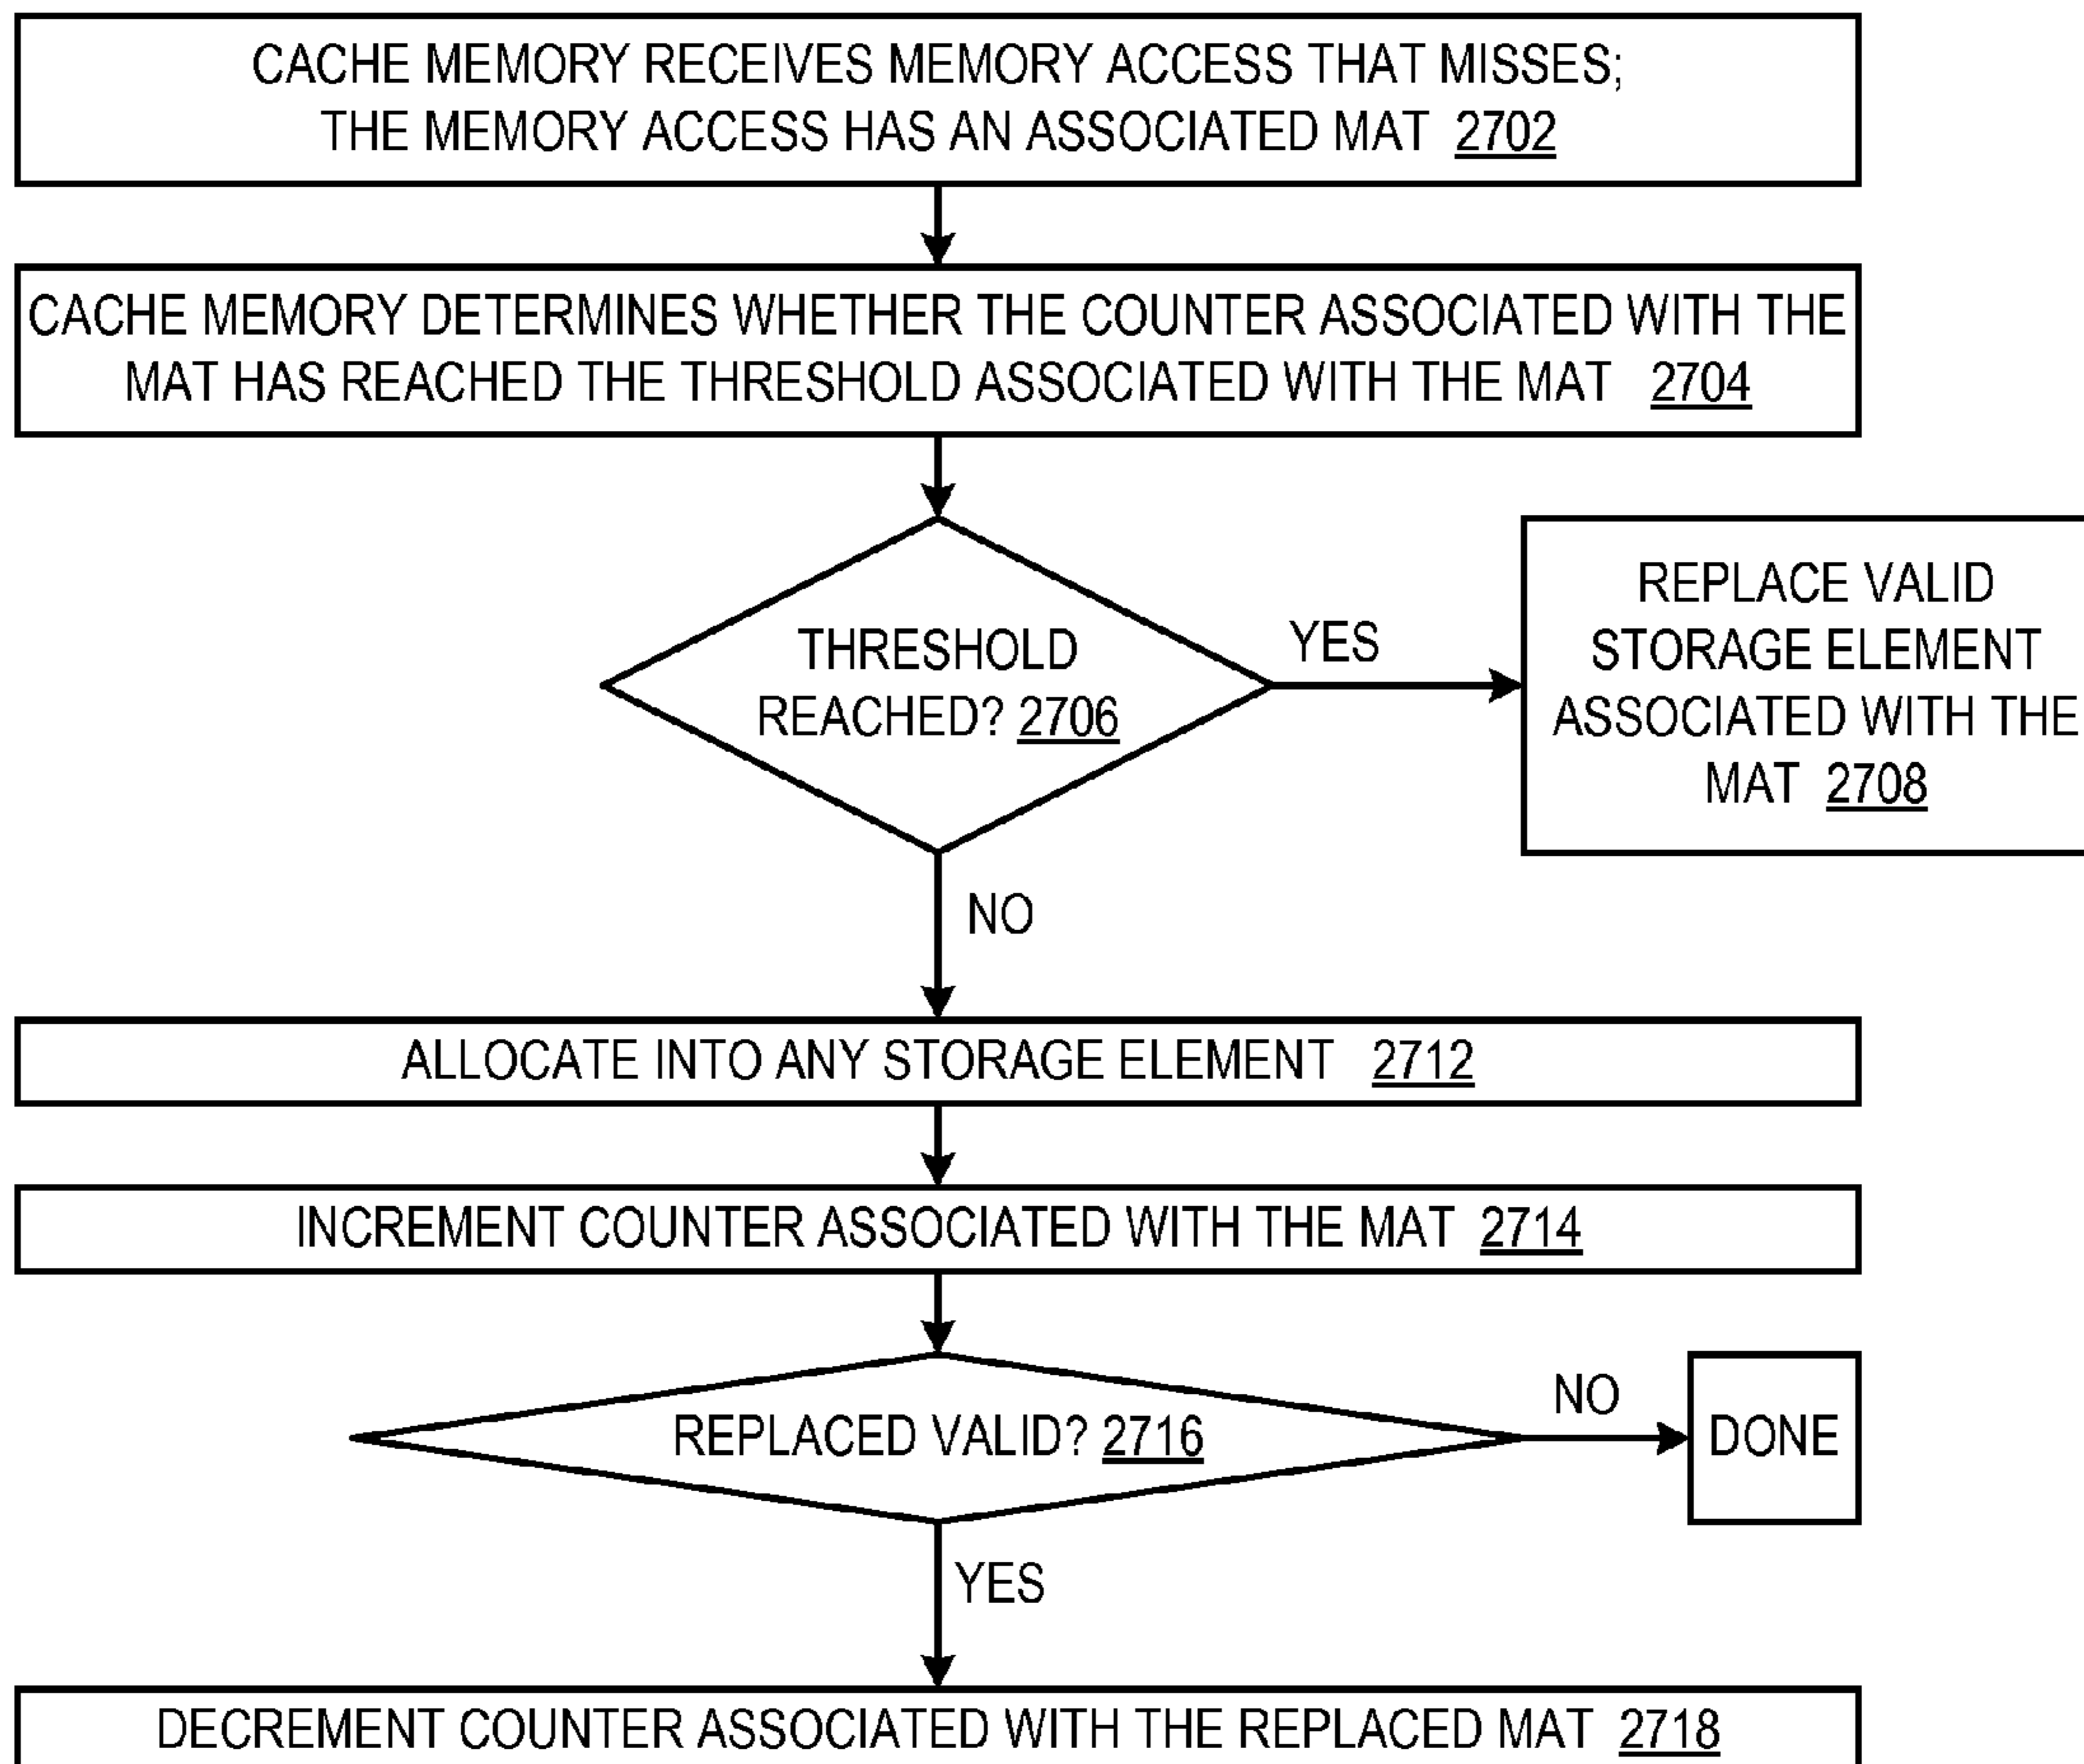 CACHE MEMORY RECEIVES MEMORY ACCESS THAT MISSES;
THE MEMORY ACCESS HAS AN ASSOCIATED MAT 2702
CACHE MEMORY DETERMINES WHETHER THE COUNTER ASSOCIATED WITH THE
MAT HAS REACHED THE THRESHOLD ASSOCIATED WITH THE MAT 2704
THRESHOLD
REACHED? 2706
YES
REPLACE VALID
STORAGE ELEMENT
ASSOCIATED WITH THE
MAT 2708
NO
ALLOCATE INTO ANY STORAGE ELEMENT 2712
INCREMENT COUNTER ASSOCIATED WITH THE MAT 2714
REPLACED VALID? 2716
NO
DONE
YES
DECREMENT COUNTER ASSOCIATED WITH THE REPLACED MAT 2718